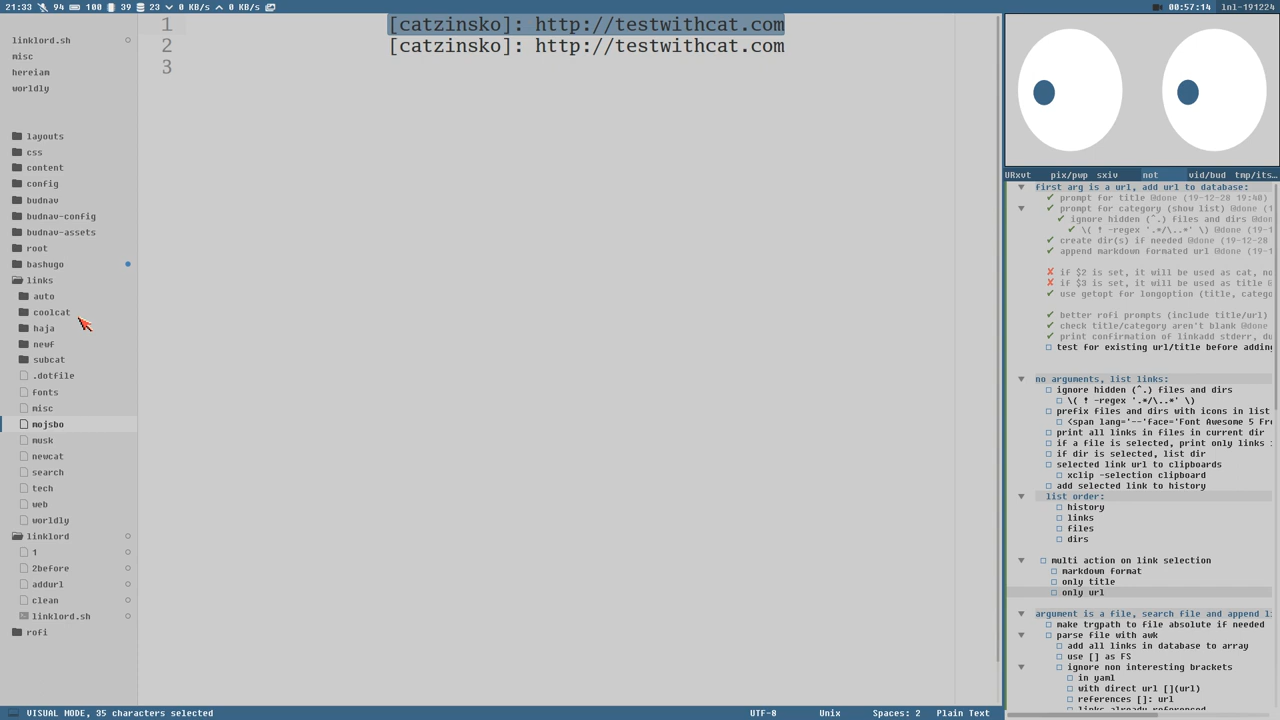 21:33 94 100 23 0 KB/s 0 KB/s
00:57:14 lnl-191224
linklord.sh
misc
hereiam
worldly
layouts
css
content
config
budnav
budnav-config
budnav-assets
root
bashugo
links
auto
coolcat
haja
newf
subcat
.dotfile
fonts
misc
mojsbo
musk
newcat
search
tech
web
worldly
linklord
1
2before
addurl
clean
linklord.sh
rofi
1 [catzinsko]: http://testwithcat.com
2 [catzinsko]: http://testwithcat.com
3
URxvt pix/pwp sxiv not vid/bud tmp/its…
first arg is a url, add url to database:
✔ prompt for title @done (19-12-28 19:40)
✔ prompt for category (show list) @done (1
✔ ignore hidden (^.) files and dirs @done (
✔ \( ! -regex '.*/\..*' \) @done (19-1
✔ create dir(s) if needed @done (19-12-28
✔ append markdown formated url @done (19-1
✘ if $2 is set, it will be used as cat, no
✘ if $3 is set, it will be used as title @
✔ use getopt for longoption (title, catego
✔ better rofi prompts (include title/url)
✔ check title/category aren't blank @done
✔ print confirmation of linkadd stderr, du
test for existing url/title before adding
no arguments, list links:
ignore hidden (^.) files and dirs
\( ! -regex '.*/\..*' \)
prefix files and dirs with icons in list
<span lang='--'face='Font Awesome 5 Fr
print all links in files in current dir
if a file is selected, print only links
if dir is selected, list dir
selected link url to clipboards
xclip -selection clipboard
add selected link to history
list order:
history
links
files
dirs
multi action on link selection
markdown format
only title
only url
argument is a file, search file and append l
make trgpath to file absolute if needed
parse file with awk
add all links in database to array
use [] as FS
ignore non interesting brackets
in yaml
with direct url [](url)
references []: url
links already referenced
VISUAL MODE, 35 characters selected
UTF-8 Unix Spaces: 2 Plain Text